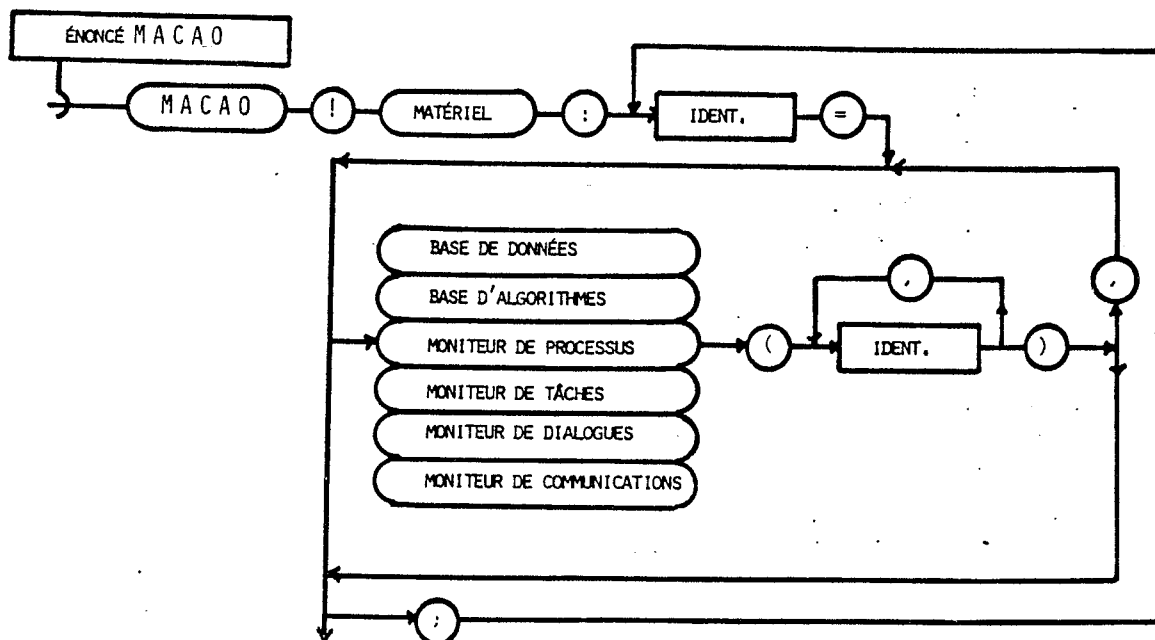 ÉNONCÉ MACAO
MACAO ! MATÉRIEL : IDENT. =
BASE DE DONNÉES
BASE D'ALGORITHMES
MONITEUR DE PROCESSUS ( IDENT. , ) ,
MONITEUR DE TÂCHES
MONITEUR DE DIALOGUES
MONITEUR DE COMMUNICATIONS
;